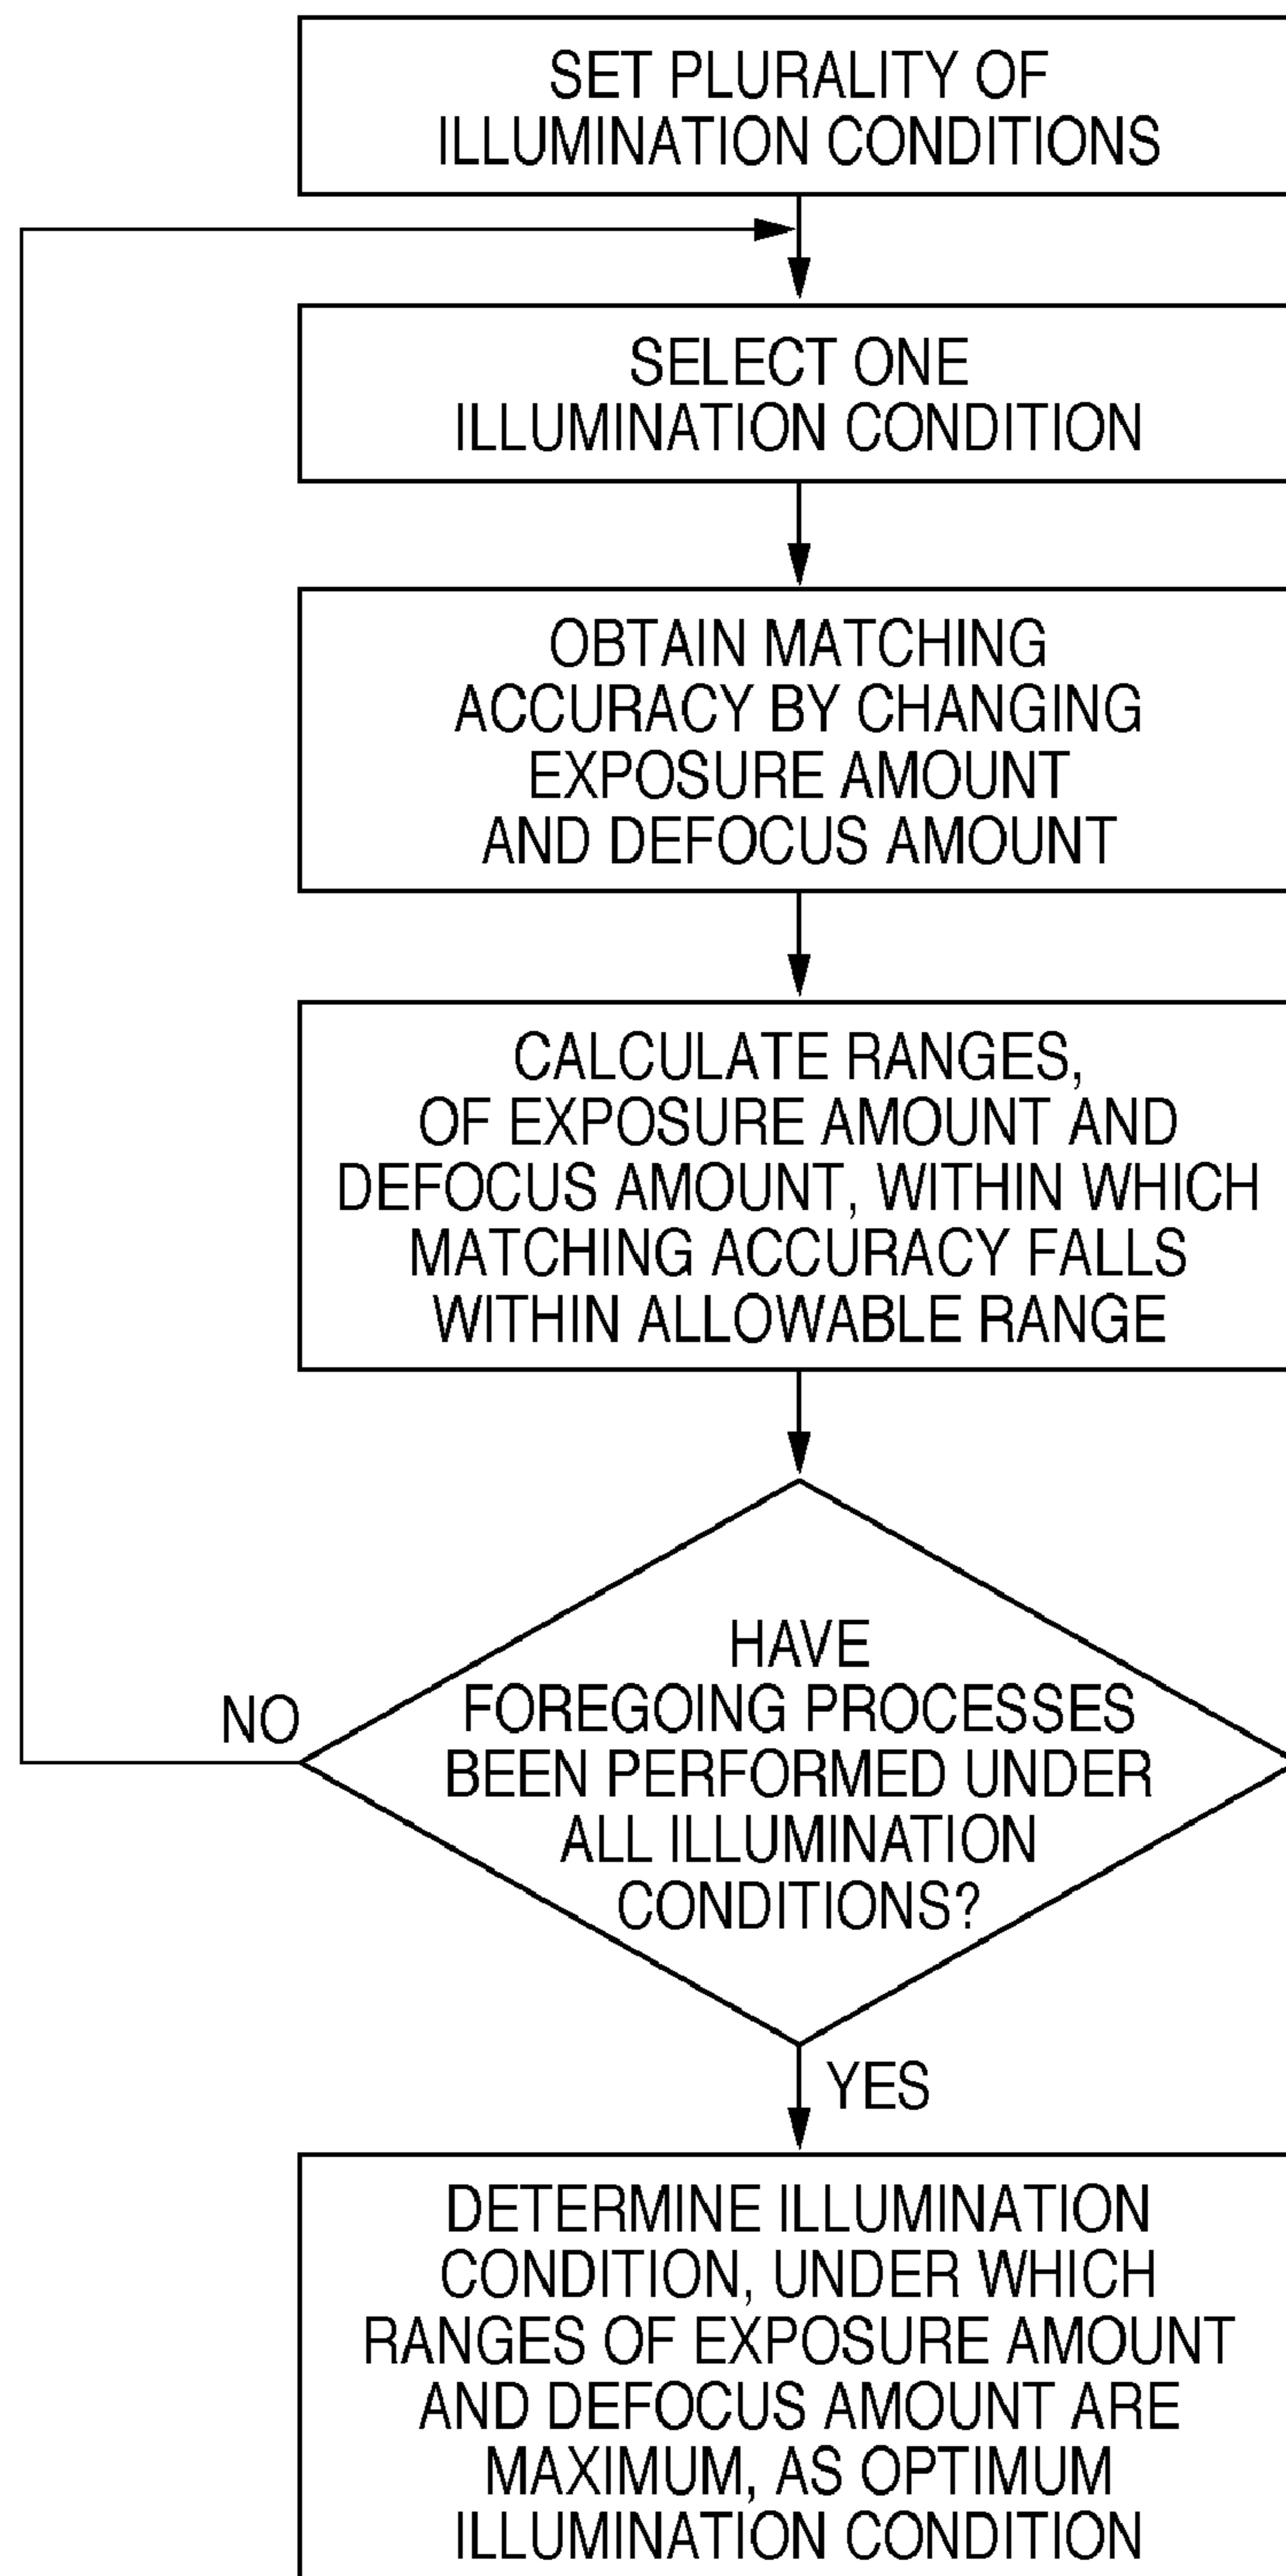 SET PLURALITY OF
ILLUMINATION CONDITIONS
SELECT ONE
ILLUMINATION CONDITION
OBTAIN MATCHING
ACCURACY BY CHANGING
EXPOSURE AMOUNT
AND DEFOCUS AMOUNT
CALCULATE RANGES,
OF EXPOSURE AMOUNT AND
DEFOCUS AMOUNT, WITHIN WHICH
MATCHING ACCURACY FALLS
WITHIN ALLOWABLE RANGE
HAVE
FOREGOING PROCESSES
BEEN PERFORMED UNDER
ALL ILLUMINATION
CONDITIONS?
NO
YES
DETERMINE ILLUMINATION
CONDITION, UNDER WHICH
RANGES OF EXPOSURE AMOUNT
AND DEFOCUS AMOUNT ARE
MAXIMUM, AS OPTIMUM
ILLUMINATION CONDITION